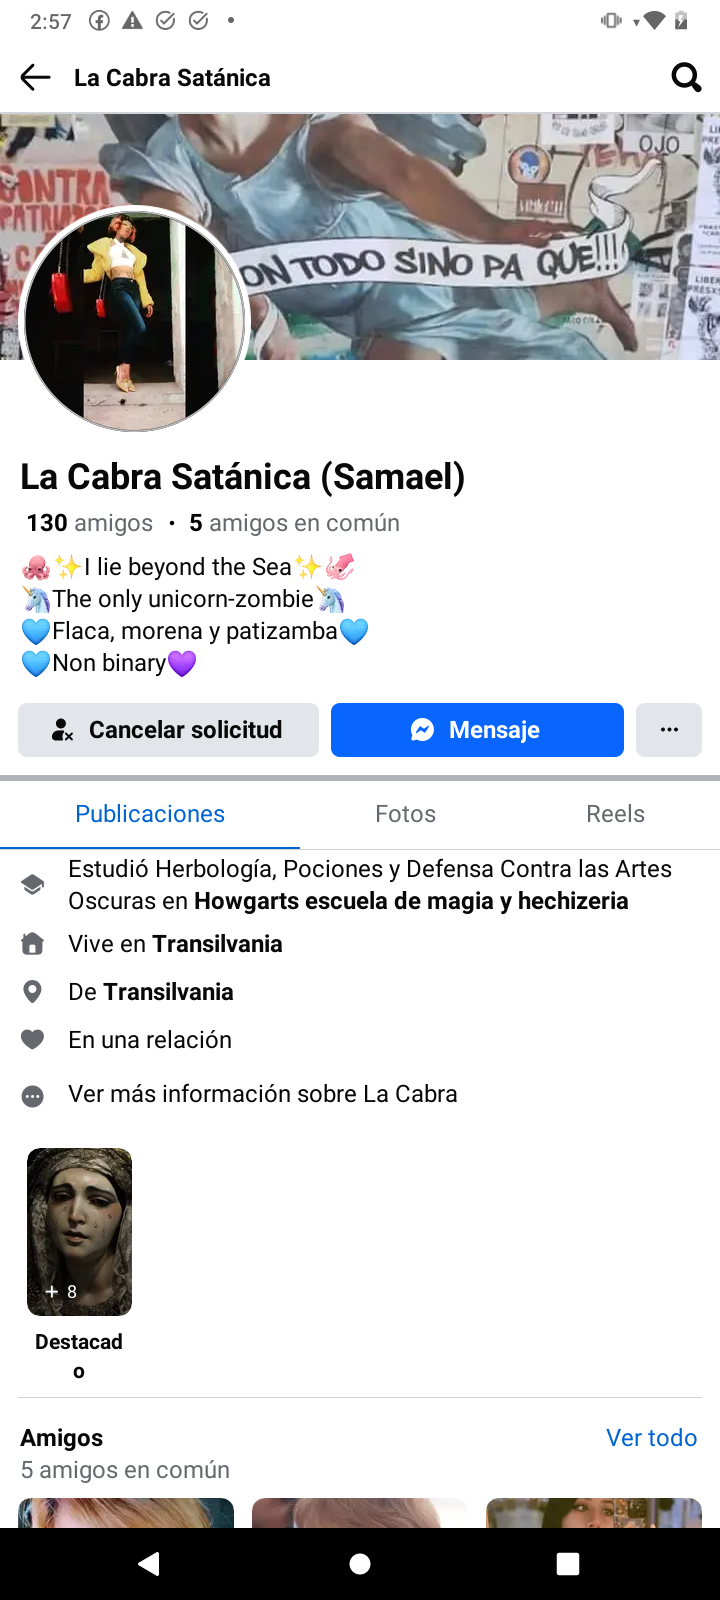 2:57
La Cabra Satánica
OJO
CONTRA
ON TODO SINO PA QUE!!!
La Cabra Satánica (Samael)
130 amigos • 5 amigos en común
🐙✨I lie beyond the Sea✨🦑
🦄The only unicorn-zombie🦄
💙Flaca, morena y patizamba💙
💙Non binary💜
Cancelar solicitud
Mensaje
Publicaciones
Fotos
Reels
Estudió Herbología, Pociones y Defensa Contra las Artes
Oscuras en Howgarts escuela de magia y hechizeria
Vive en Transilvania
De Transilvania
En una relación
Ver más información sobre La Cabra
+ 8
Destacad
o
Amigos
Ver todo
5 amigos en común